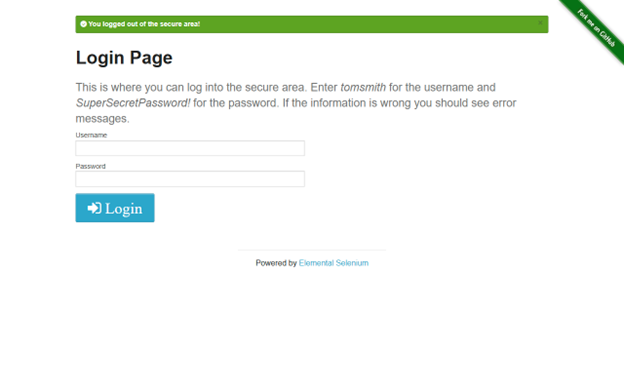 You logged out of the secure area!
×
Fork me on GitHub
Login Page
This is where you can log into the secure area. Enter tomsmith for the username and
SuperSecretPassword! for the password. If the information is wrong you should see error
messages.
Username
Password
Login
Powered by Elemental Selenium